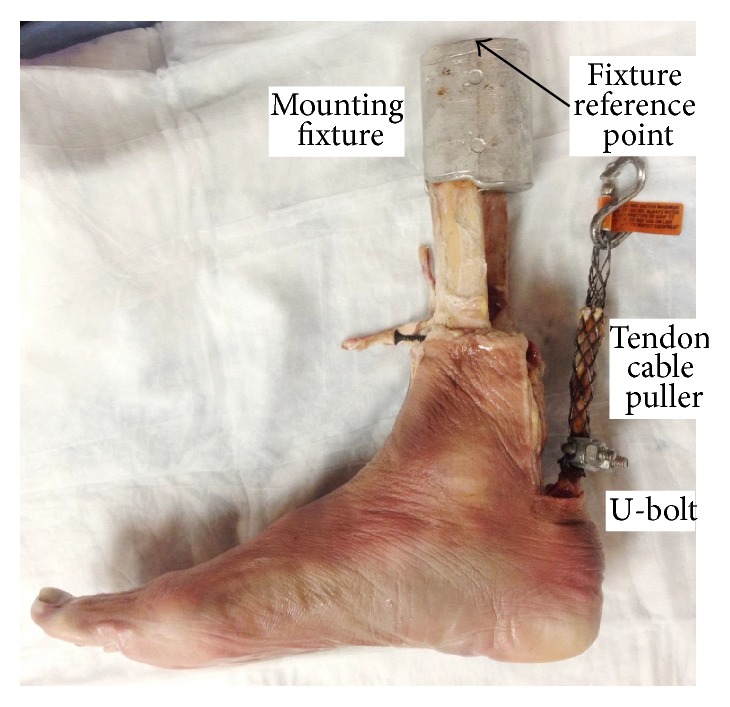 Mounting
fixture
Fixture
reference
point
Tendon
cable
puller
U-bolt